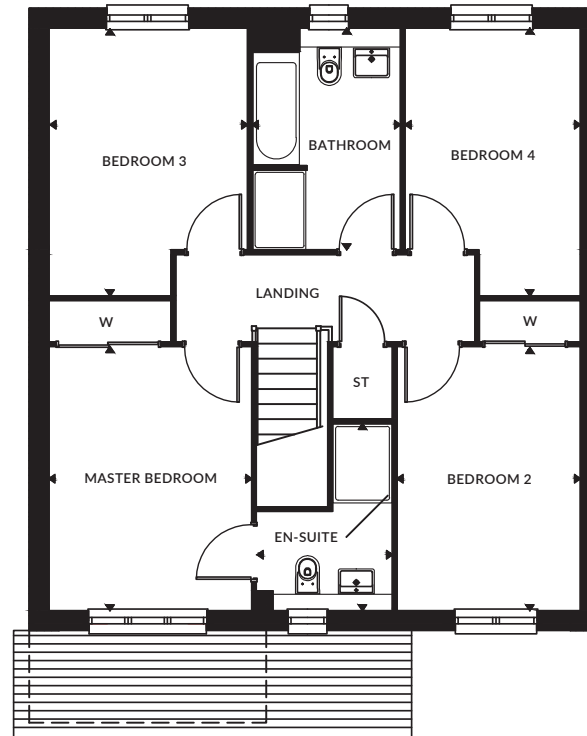 BATHROOM
BEDROOM 3
BEDROOM 4
LANDING
W
W
ST
MASTER BEDROOM
BEDROOM 2
EN-SUITE